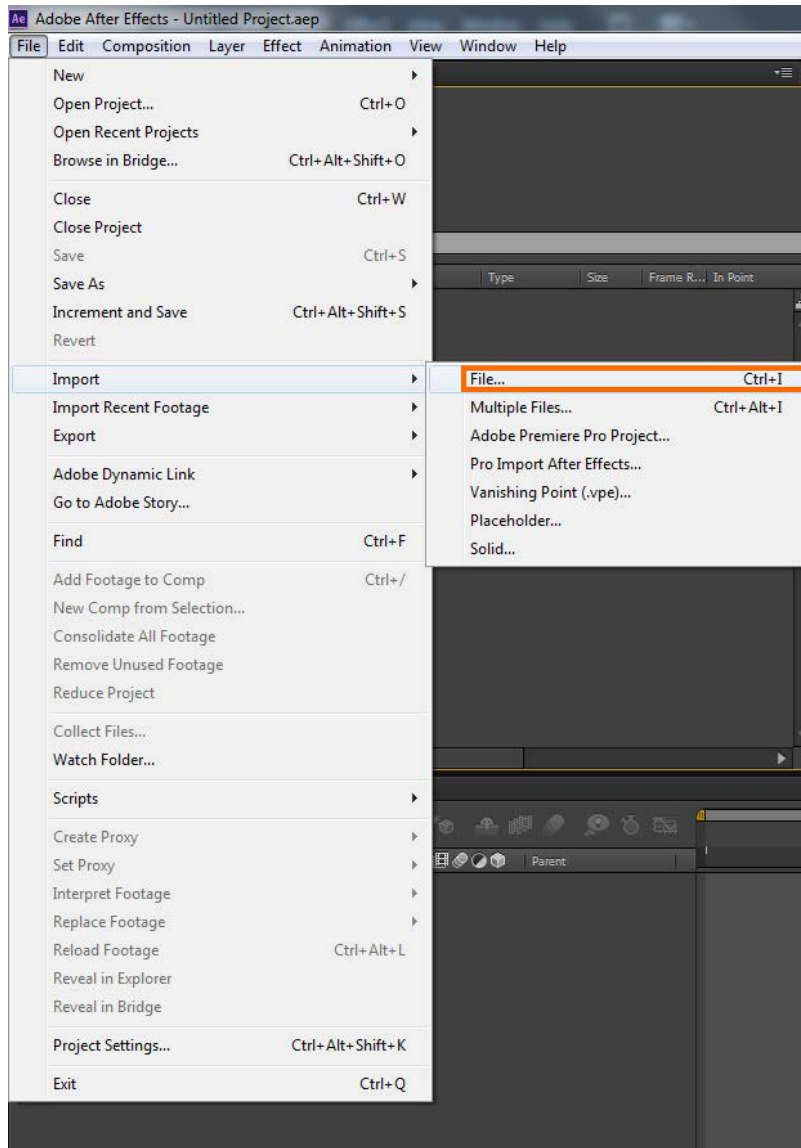 Ae Adobe After Effects - Untitled Project.aep
File Edit Composition Layer Effect Animation View Window Help
New
Open Project... Ctrl+O
Open Recent Projects
Browse in Bridge... Ctrl+Alt+Shift+O
Close Ctrl+W
Close Project
Save Ctrl+S
Save As
Type Size Frame R... In Point
Increment and Save Ctrl+Alt+Shift+S
Revert
Import
File... Ctrl+I
Import Recent Footage
Multiple Files... Ctrl+Alt+I
Export
Adobe Premiere Pro Project...
Pro Import After Effects...
Adobe Dynamic Link
Vanishing Point (.vpe)...
Go to Adobe Story...
Placeholder...
Find Ctrl+F
Solid...
Add Footage to Comp Ctrl+/
New Comp from Selection...
Consolidate All Footage
Remove Unused Footage
Reduce Project
Collect Files...
Watch Folder...
Scripts
Create Proxy
Set Proxy
Parent
Interpret Footage
Replace Footage
Reload Footage Ctrl+Alt+L
Reveal in Explorer
Reveal in Bridge
Project Settings... Ctrl+Alt+Shift+K
Exit Ctrl+Q